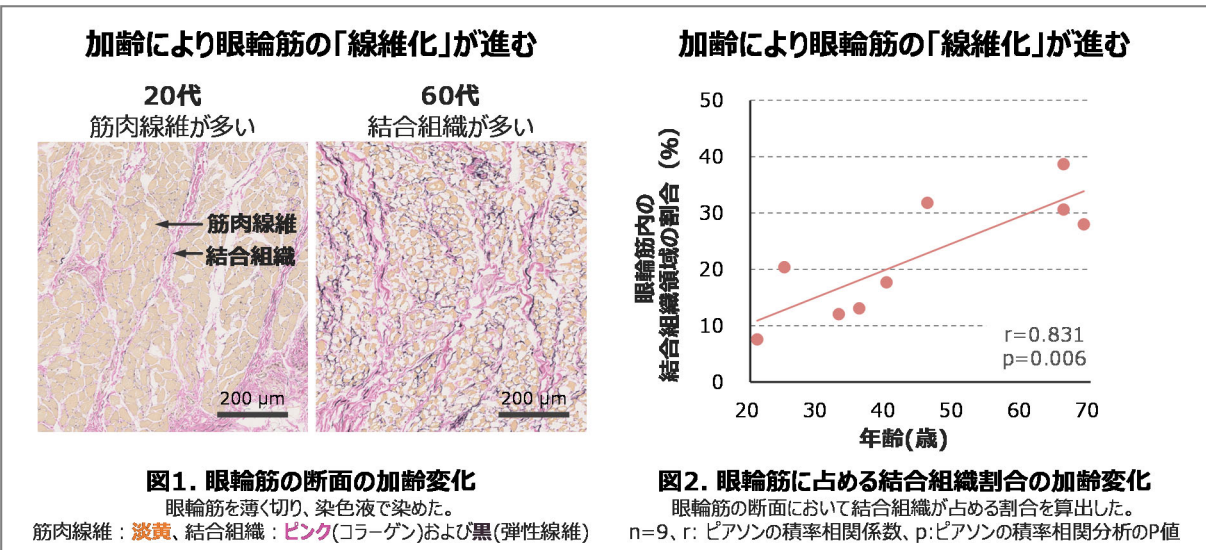 加齢により眼輪筋の「線維化」が進む
20代
筋肉線維が多い
60代
結合組織が多い
筋肉線維
結合組織
200 μm
200 μm
図1. 眼輪筋の断面の加齢変化
眼輪筋を薄く切り、染色液で染めた。
筋肉線維：淡黄、結合組織：ピンク(コラーゲン)および黒(弾性線維)
加齢により眼輪筋の「線維化」が進む
眼輪筋内の
結合組織領域の割合 (%)
50
40
30
20
10
0
r=0.831
p=0.006
20 30 40 50 60 70
年齢(歳)
図2. 眼輪筋に占める結合組織割合の加齢変化
眼輪筋の断面において結合組織が占める割合を算出した。
n=9、r: ピアソンの積率相関係数、p:ピアソンの積率相関分析のP値